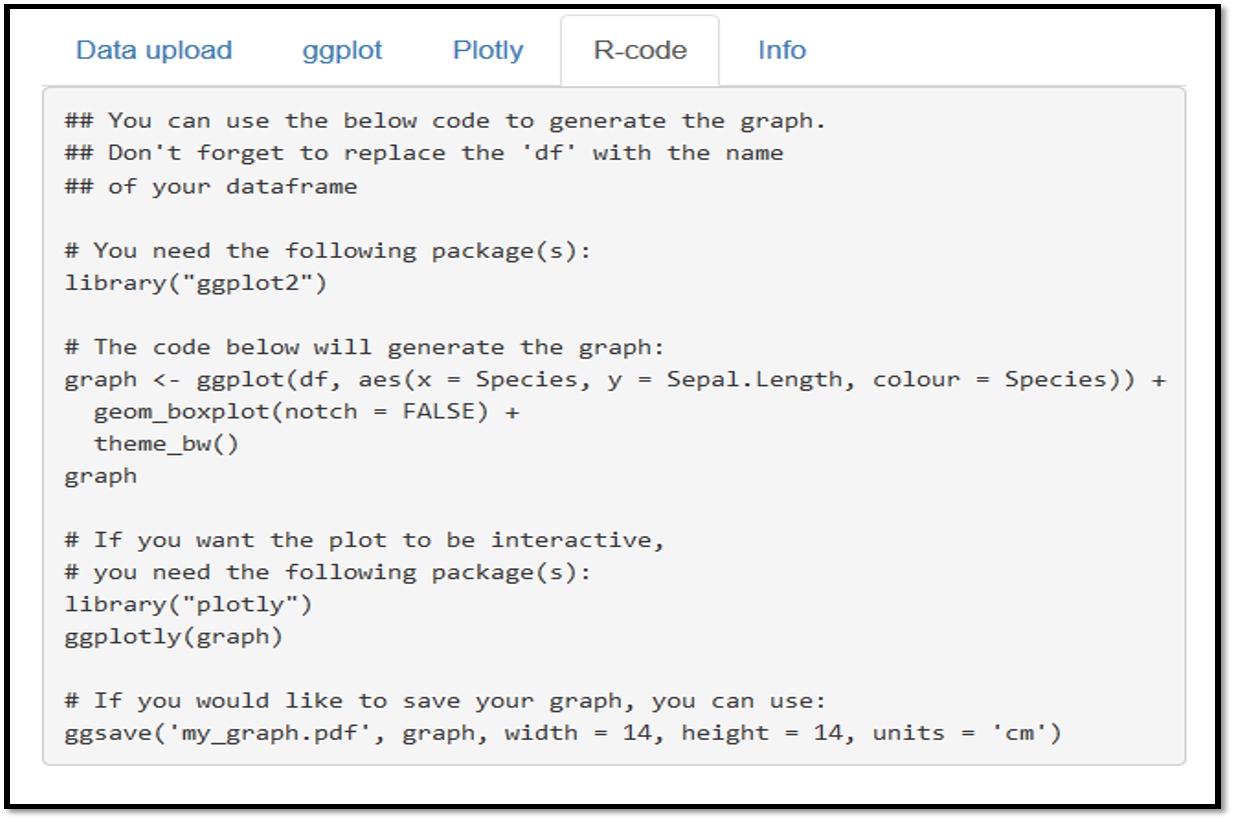 Data upload ggplot Plotly R-code Info
## You can use the below code to generate the graph.
## Don't forget to replace the 'df' with the name
## of your dataframe
# You need the following package(s):
library("ggplot2")
# The code below will generate the graph:
graph <- ggplot(df, aes(x = Species, y = Sepal.Length, colour = Species)) +
  geom_boxplot(notch = FALSE) +
  theme_bw()
graph
# If you want the plot to be interactive,
# you need the following package(s):
library("plotly")
ggplotly(graph)
# If you would like to save your graph, you can use:
ggsave('my_graph.pdf', graph, width = 14, height = 14, units = 'cm')